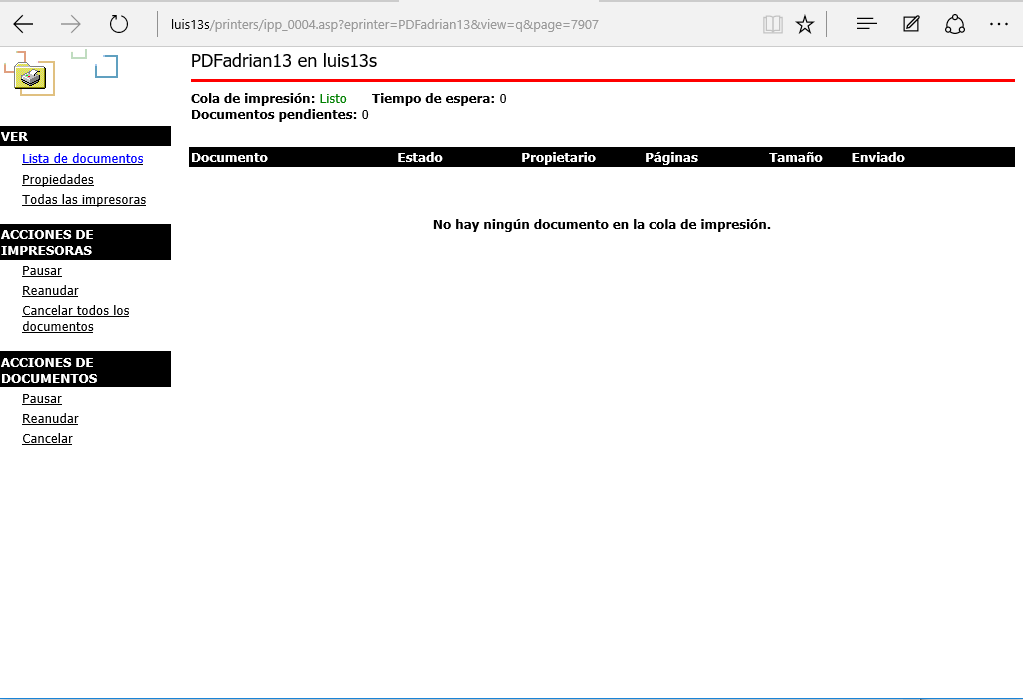 luis13s/printers/ipp_0004.asp?eprinter=PDFadrian13&view=q&page=7907
PDFadrian13 en luis13s
Cola de impresión: Listo Tiempo de espera: 0
Documentos pendientes: 0
VER
Lista de documentos
Propiedades
Todas las impresoras
ACCIONES DE
IMPRESORAS
Pausar
Reanudar
Cancelar todos los
documentos
ACCIONES DE
DOCUMENTOS
Pausar
Reanudar
Cancelar
Documento Estado Propietario Páginas Tamaño Enviado
No hay ningún documento en la cola de impresión.